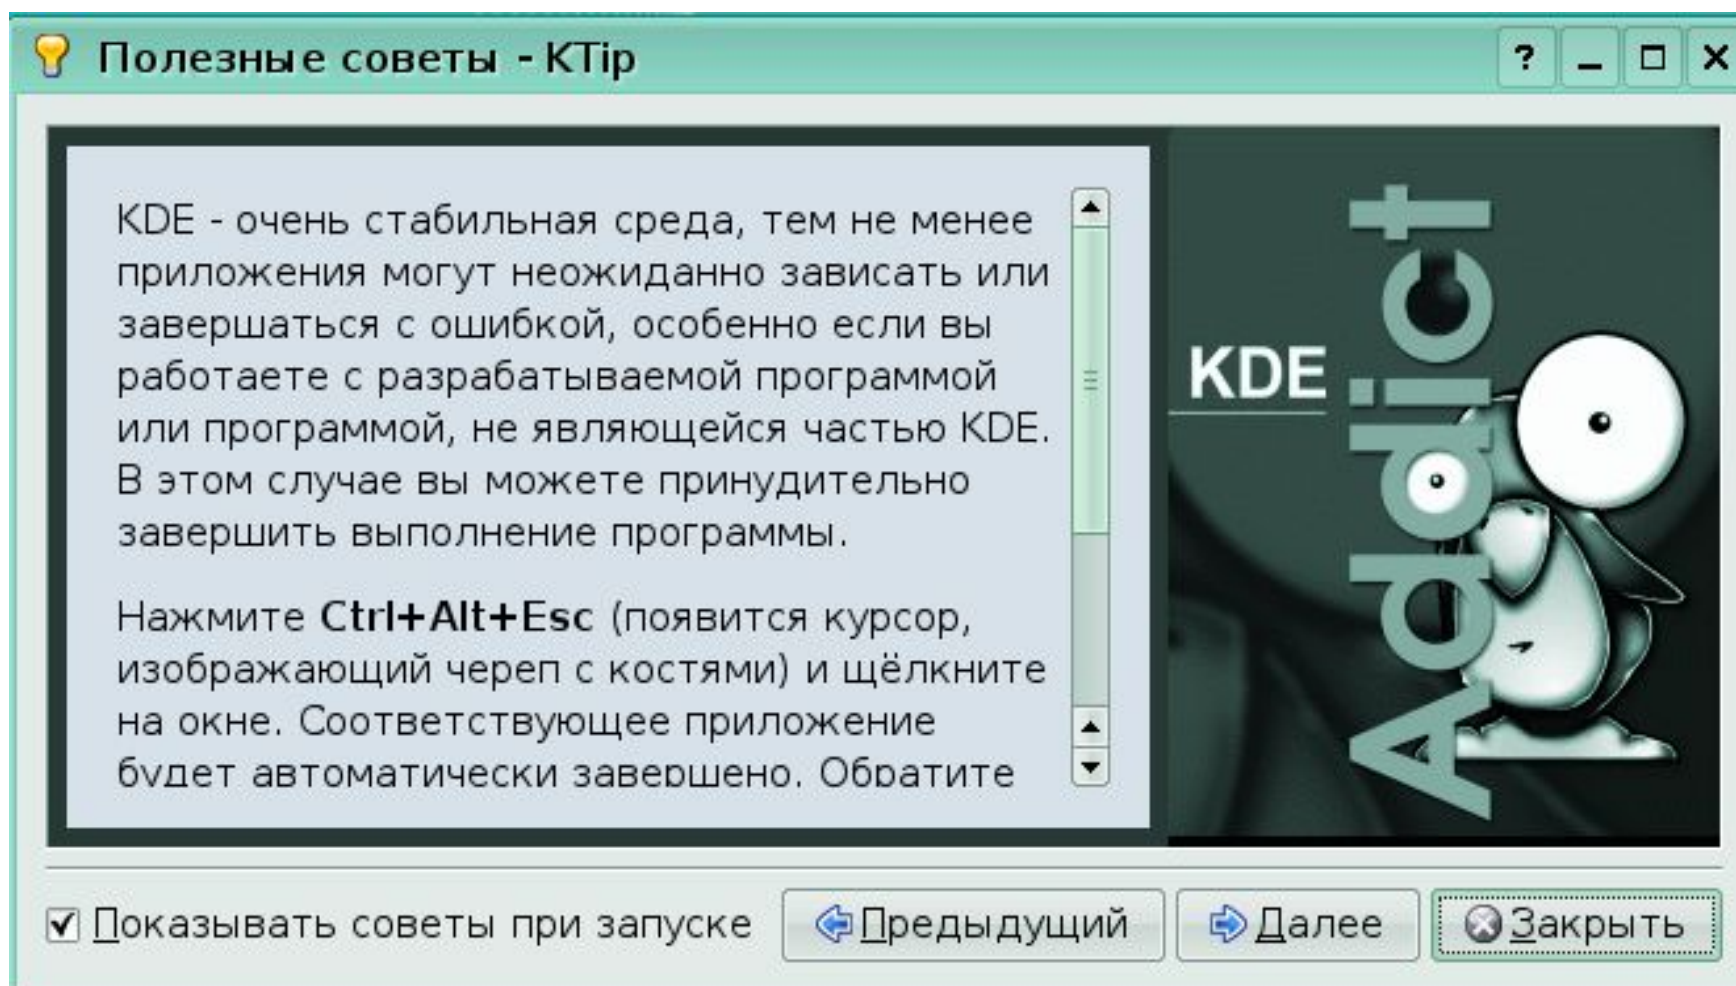 Полезные советы - KTip
KDE - очень стабильная среда, тем не менее
приложения могут неожиданно зависать или
завершаться с ошибкой, особенно если вы
работаете с разрабатываемой программой
или программой, не являющейся частью KDE.
В этом случае вы можете принудительно
завершить выполнение программы.
Нажмите Ctrl+Alt+Esc (появится курсор,
изображающий череп с костями) и щёлкните
на окне. Соответствующее приложение
будет автоматически завершено. Обратите
KDE
Addict
Показывать советы при запуске
Предыдущий
Далее
Закрыть